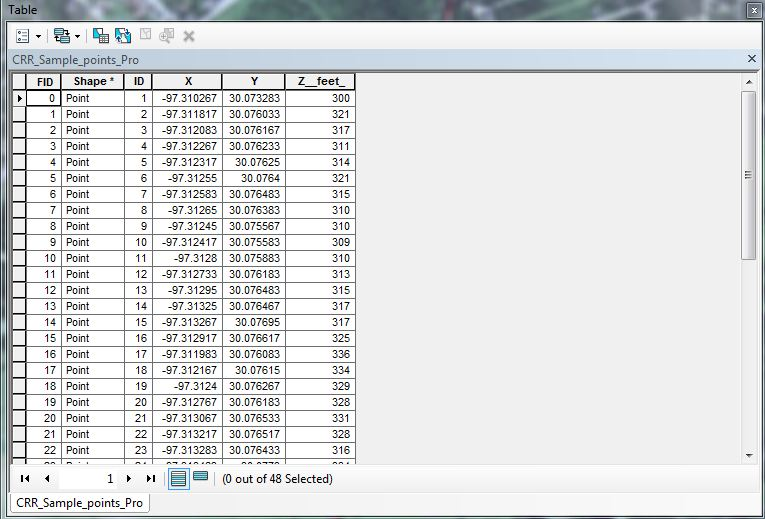 Table
CRR_Sample_points_Pro
FID Shape * ID X Y Z__feet_
0 Point 1 -97.310267 30.073283 300
1 Point 2 -97.311817 30.076033 321
2 Point 3 -97.312083 30.076167 317
3 Point 4 -97.312267 30.076233 311
4 Point 5 -97.312317 30.07625 314
5 Point 6 -97.31255 30.0764 321
6 Point 7 -97.312583 30.076483 315
7 Point 8 -97.31265 30.076383 310
8 Point 9 -97.31245 30.075567 310
9 Point 10 -97.312417 30.075583 309
10 Point 11 -97.3128 30.075883 310
11 Point 12 -97.312733 30.076183 313
12 Point 13 -97.31295 30.076483 315
13 Point 14 -97.31325 30.076467 317
14 Point 15 -97.313267 30.07695 317
15 Point 16 -97.312917 30.076617 325
16 Point 17 -97.311983 30.076083 336
17 Point 18 -97.312167 30.07615 334
18 Point 19 -97.3124 30.076267 329
19 Point 20 -97.312767 30.076183 328
20 Point 21 -97.313067 30.076533 331
21 Point 22 -97.313217 30.076517 328
22 Point 23 -97.313283 30.076433 316
1 (0 out of 48 Selected)
CRR_Sample_points_Pro